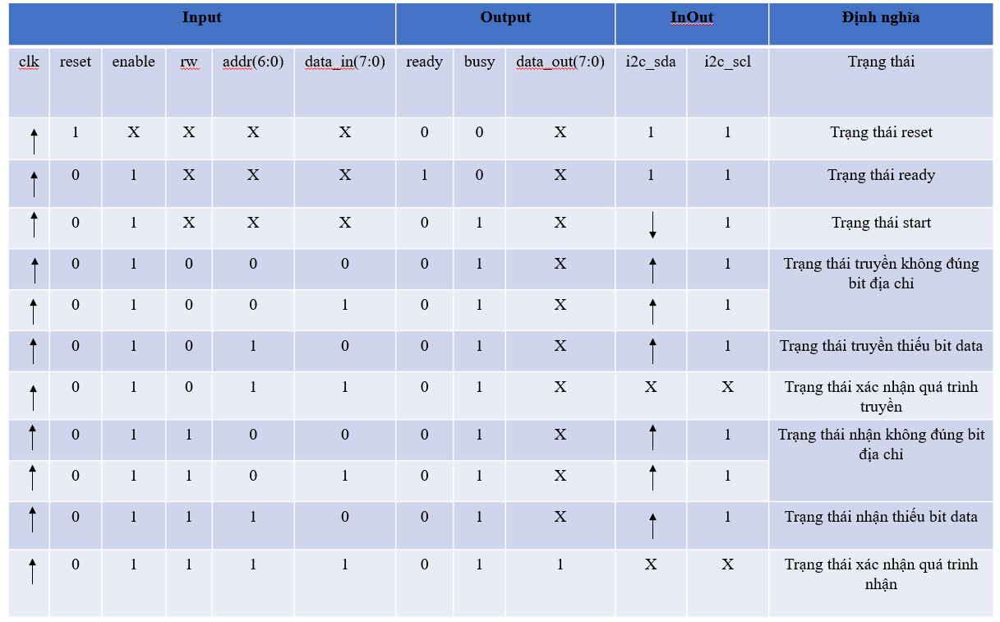 Input Output InOut Định nghĩa
clk reset enable rw addr(6:0) data_in(7:0) ready busy data_out(7:0) i2c_sda i2c_scl Trạng thái
↑ 1 X X X X 0 0 X 1 1 Trạng thái reset
↑ 0 1 X X X 1 0 X 1 1 Trạng thái ready
↑ 0 1 X X X 0 1 X ↓ 1 Trạng thái start
↑ 0 1 0 0 0 0 1 X ↑ 1 Trạng thái truyền không đúng
bit địa chỉ
↑ 0 1 0 0 1 0 1 X ↑ 1
↑ 0 1 0 1 0 0 1 X ↑ 1 Trạng thái truyền thiếu bit data
↑ 0 1 0 1 1 0 1 X X X Trạng thái xác nhận quá trình
truyền
↑ 0 1 1 0 0 0 1 X ↑ 1 Trạng thái nhận không đúng bit
địa chỉ
↑ 0 1 1 0 1 0 1 X ↑ 1
↑ 0 1 1 1 0 0 1 X ↑ 1 Trạng thái nhận thiếu bit data
↑ 0 1 1 1 1 0 1 1 X X Trạng thái xác nhận quá trình
nhận